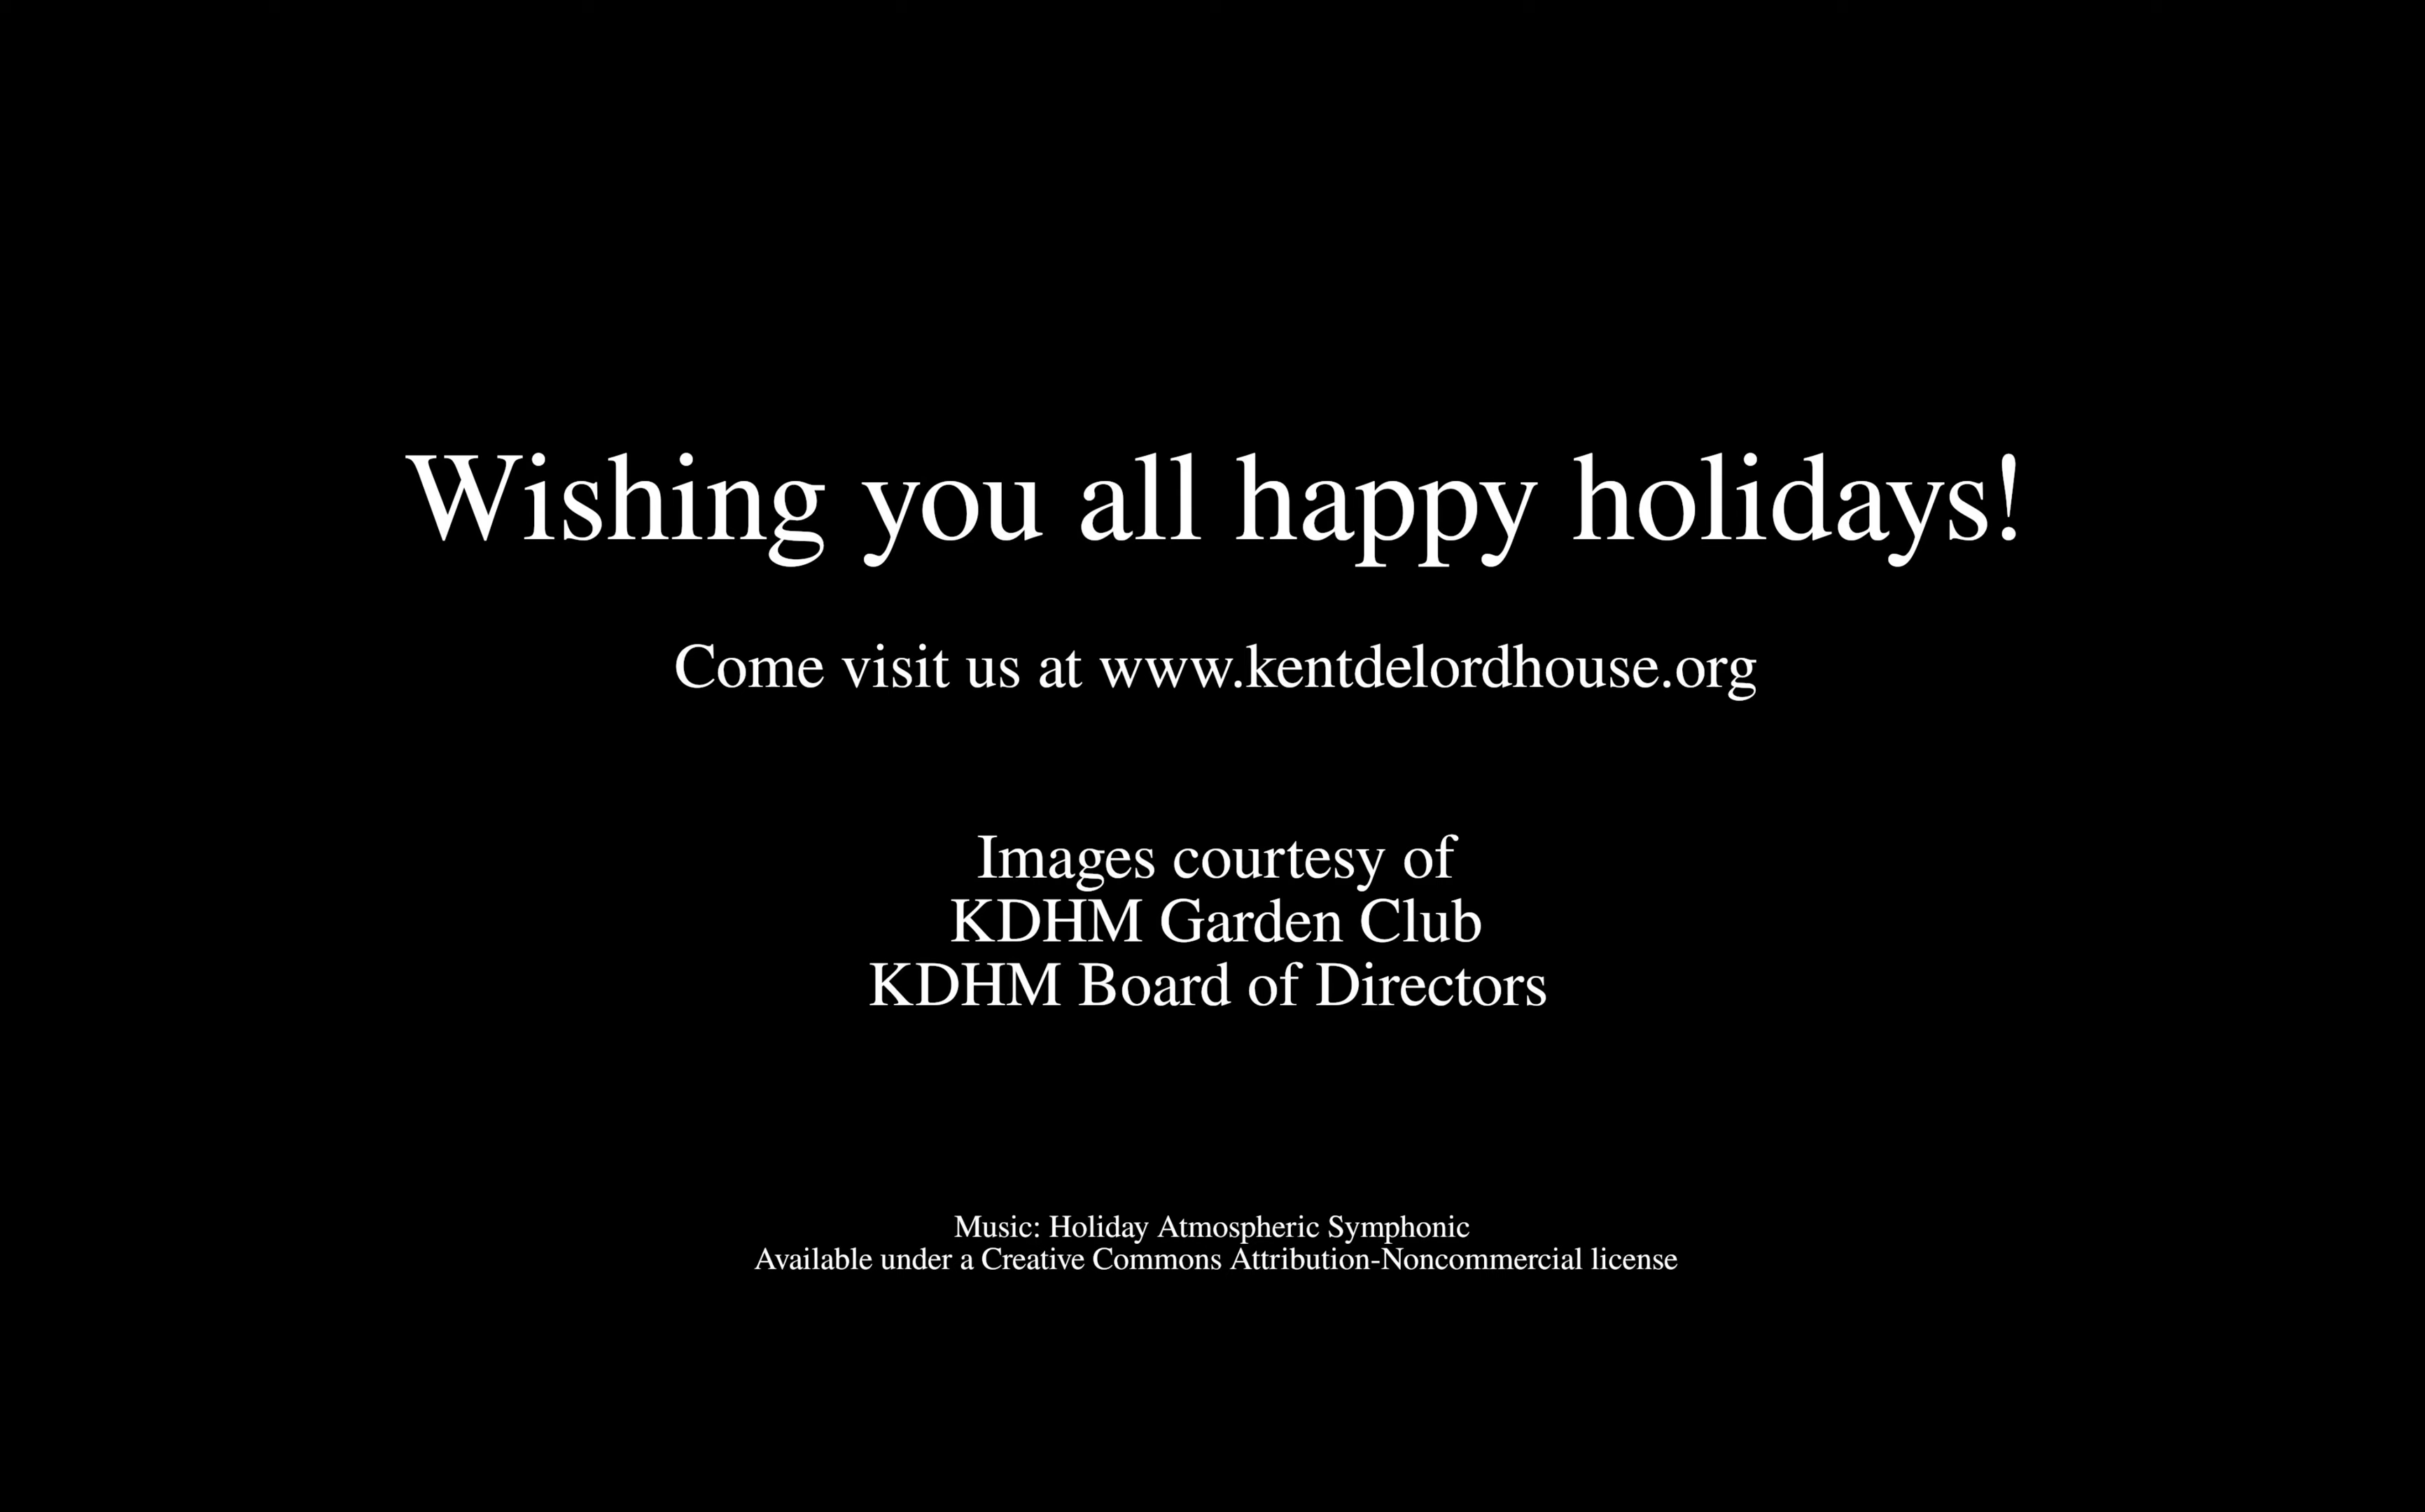 Wishing you all happy holidays!
Come visit us at www.kentdelordhouse.org
Images courtesy of
KDHM Garden Club
KDHM Board of Directors
Music: Holiday Atmospheric Symphonic
Available under a Creative Commons Attribution-Noncommercial license